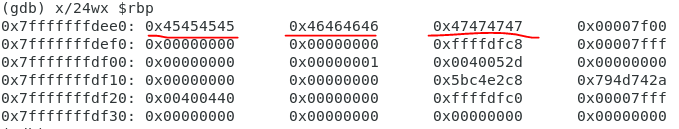 (gdb) x/24wx $rbp
0x7fffffffdee0: 0x45454545 0x46464646 0x47474747 0x00007f00
0x7fffffffdef0: 0x00000000 0x00000000 0xffffdfc8 0x00007fff
0x7fffffffdf00: 0x00000000 0x00000001 0x0040052d 0x00000000
0x7fffffffdf10: 0x00000000 0x00000000 0x5bc4e2c8 0x794d742a
0x7fffffffdf20: 0x00400440 0x00000000 0xffffdfc0 0x00007fff
0x7fffffffdf30: 0x00000000 0x00000000 0x00000000 0x00000000